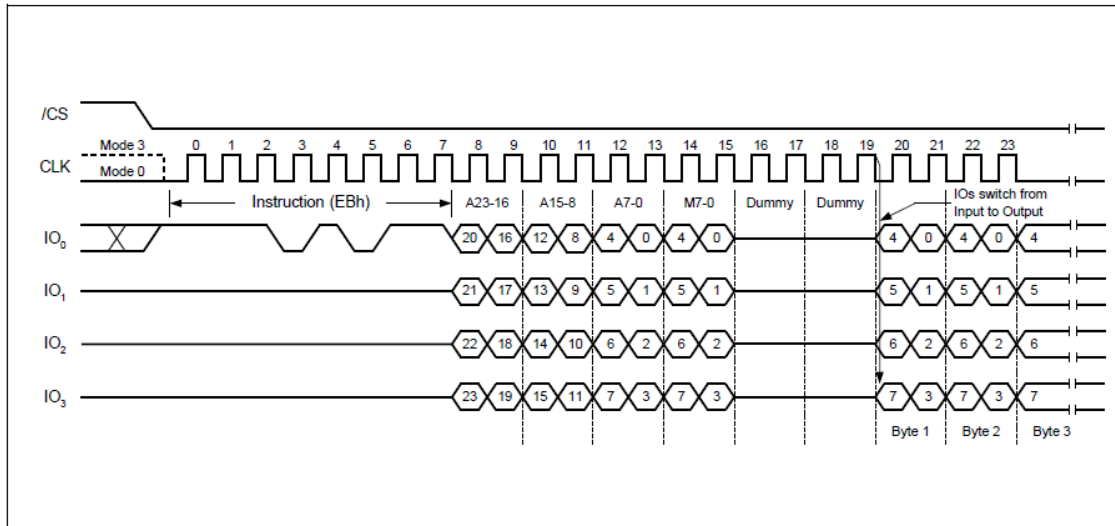 /CS
Mode 3
0 1 2 3 4 5 6 7 8 9 10 11 12 13 14 15 16 17 18 19 20 21 22 23
CLK
Mode 0
Instruction (EBh) A23-16 A15-8 A7-0 M7-0 Dummy Dummy
IOs switch from
Input to Output
IO0 20 16 12 8 4 0 4 0 4 0 4 0 4
IO1 21 17 13 9 5 1 5 1 5 1 5 1 5
IO2 22 18 14 10 6 2 6 2 6 2 6 2 6
IO3 23 19 15 11 7 3 7 3 7 3 7 3 7
Byte 1 Byte 2 Byte 3